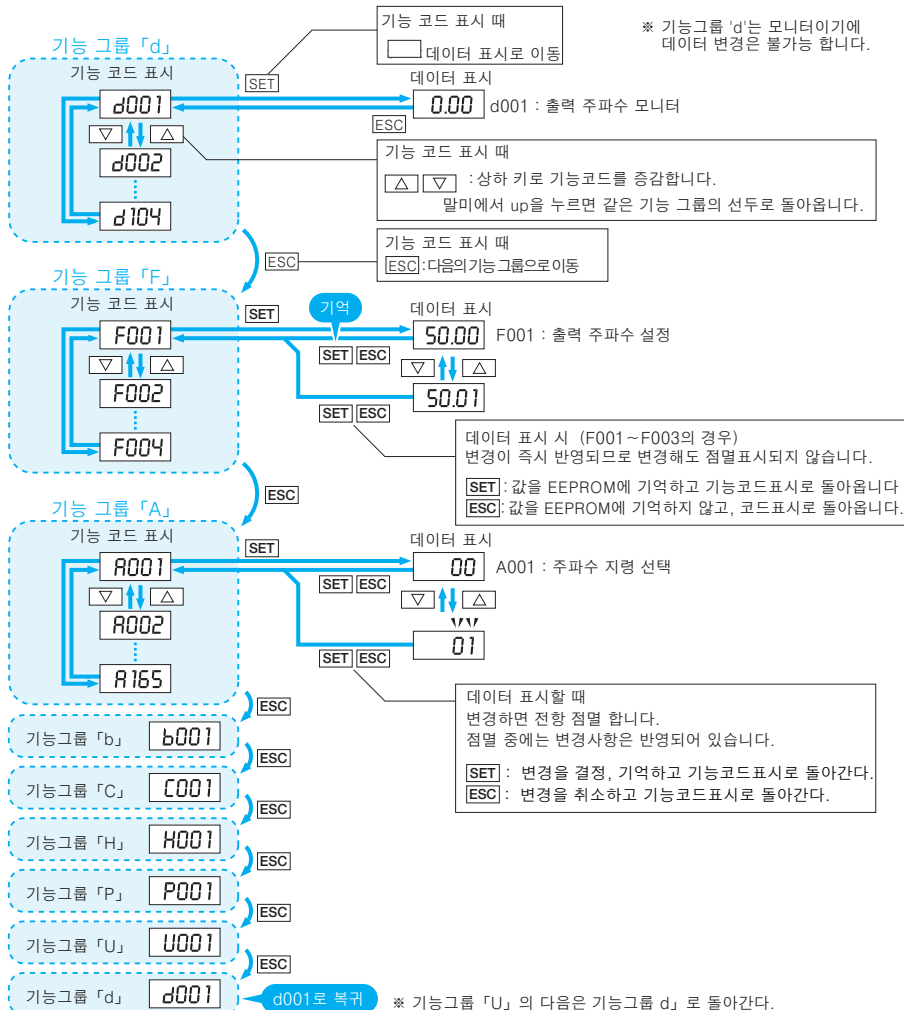 기능 코드 표시 때
데이터 표시로 이동
※ 기능그룹 'd'는 모니터이기에
데이터 변경은 불가능 합니다.
기능 그룹「d」
기능 코드 표시
SET
데이터 표시
d001
0.00
d001 : 출력 주파수 모니터
ESC
▽ △
d002
d104
기능 코드 표시 때
△ ▽ : 상하 키로 기능코드를 증감합니다.
말미에서 up을 누르면 같은 기능 그룹의 선두로 돌아옵니다.
ESC
기능 코드 표시 때
ESC:다음의 기능 그룹으로 이동
기능 그룹「F」
기능 코드 표시
SET
기억
데이터 표시
F001
50.00
F001 : 출력 주파수 설정
SET ESC
▽ △
▽ △
F002
50.01
SET ESC
F004
데이터 표시 시 (F001~F003의 경우)
변경이 즉시 반영되므로 변경해도 점멸표시되지 않습니다.
SET : 값을 EEPROM에 기억하고 기능코드표시로 돌아옵니다
ESC : 값을 EEPROM에 기억하지 않고, 코드표시로 돌아옵니다.
ESC
기능 그룹「A」
기능 코드 표시
SET
데이터 표시
A001
00
A001 : 주파수 지령 선택
SET ESC
▽ △
▽ △
A002
01
SET ESC
A165
데이터 표시할 때
변경하면 전항 점멸 합니다.
점멸 중에는 변경사항은 반영되어 있습니다.
SET : 변경을 결정, 기억하고 기능코드표시로 돌아간다.
ESC : 변경을 취소하고 기능코드표시로 돌아간다.
ESC
기능그룹「b」 b001
ESC
기능그룹「C」 C001
ESC
기능그룹「H」 H001
ESC
기능그룹「P」 P001
ESC
기능그룹「U」 U001
ESC
기능그룹「d」 d001
d001로 복귀
※ 기능그룹「U」의 다음은 기능그룹 d」로 돌아간다.